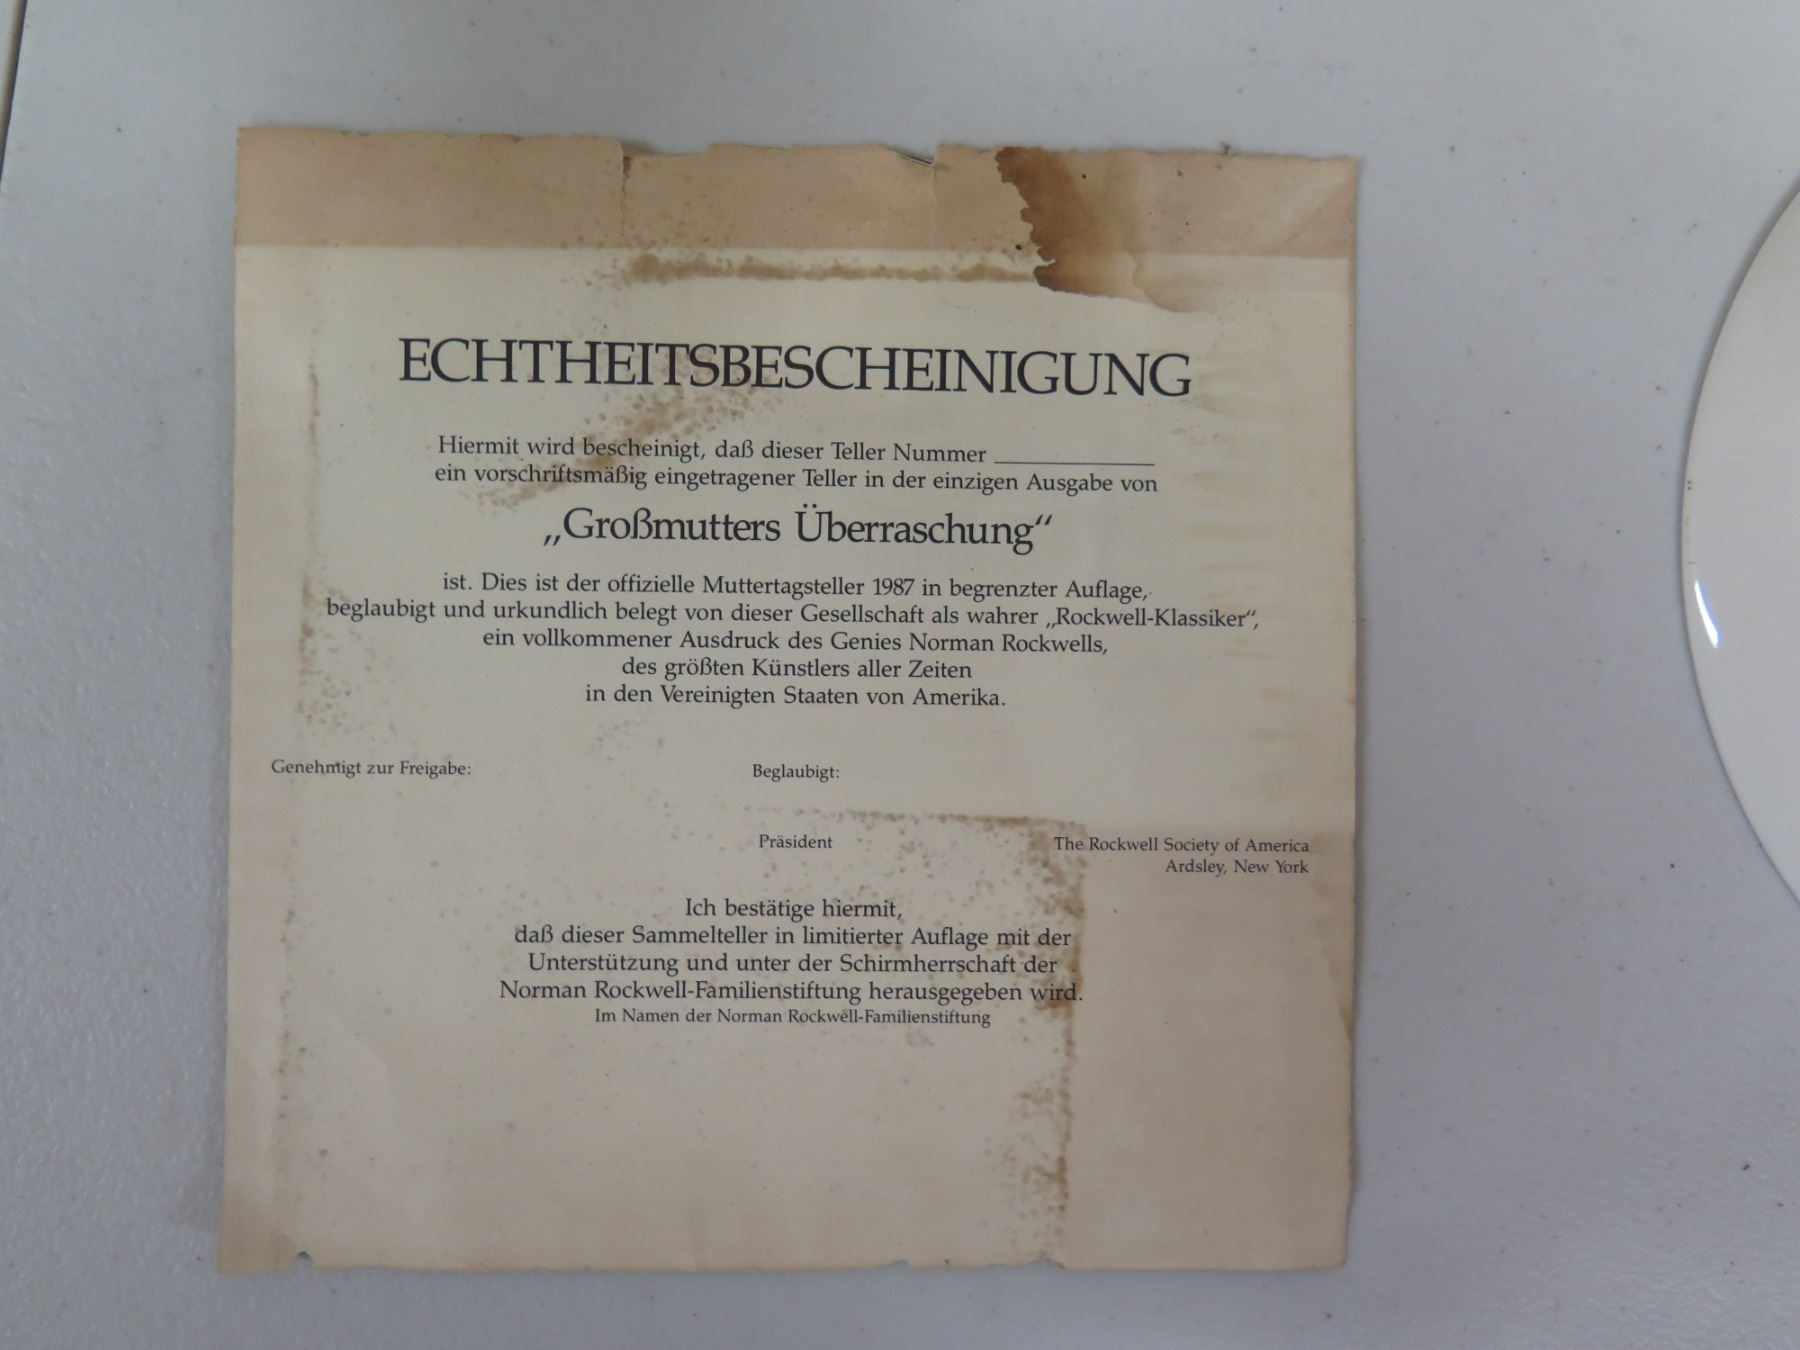 ECHTHEITSBESCHEINIGUNG
Hiermit wird bescheinigt, daß dieser Teller Nummer ____________
ein vorschriftsmäßig eingetragener Teller in der einzigen Ausgabe von
„Großmutters Überraschung“
ist. Dies ist der offizielle Muttertagsteller 1987 in begrenzter Auflage,
beglaubigt und urkundlich belegt von dieser Gesellschaft als wahrer „Rockwell-Klassiker“,
ein vollkommener Ausdruck des Genies Norman Rockwells,
des größten Künstlers aller Zeiten
in den Vereinigten Staaten von Amerika.
Genehmigt zur Freigabe:
Beglaubigt:
Präsident
The Rockwell Society of America
Ardsley, New York
Ich bestätige hiermit,
daß dieser Sammelteller in limitierter Auflage mit der
Unterstützung und unter der Schirmherrschaft der
Norman Rockwell-Familienstiftung herausgegeben wird.
Im Namen der Norman Rockwell-Familienstiftung